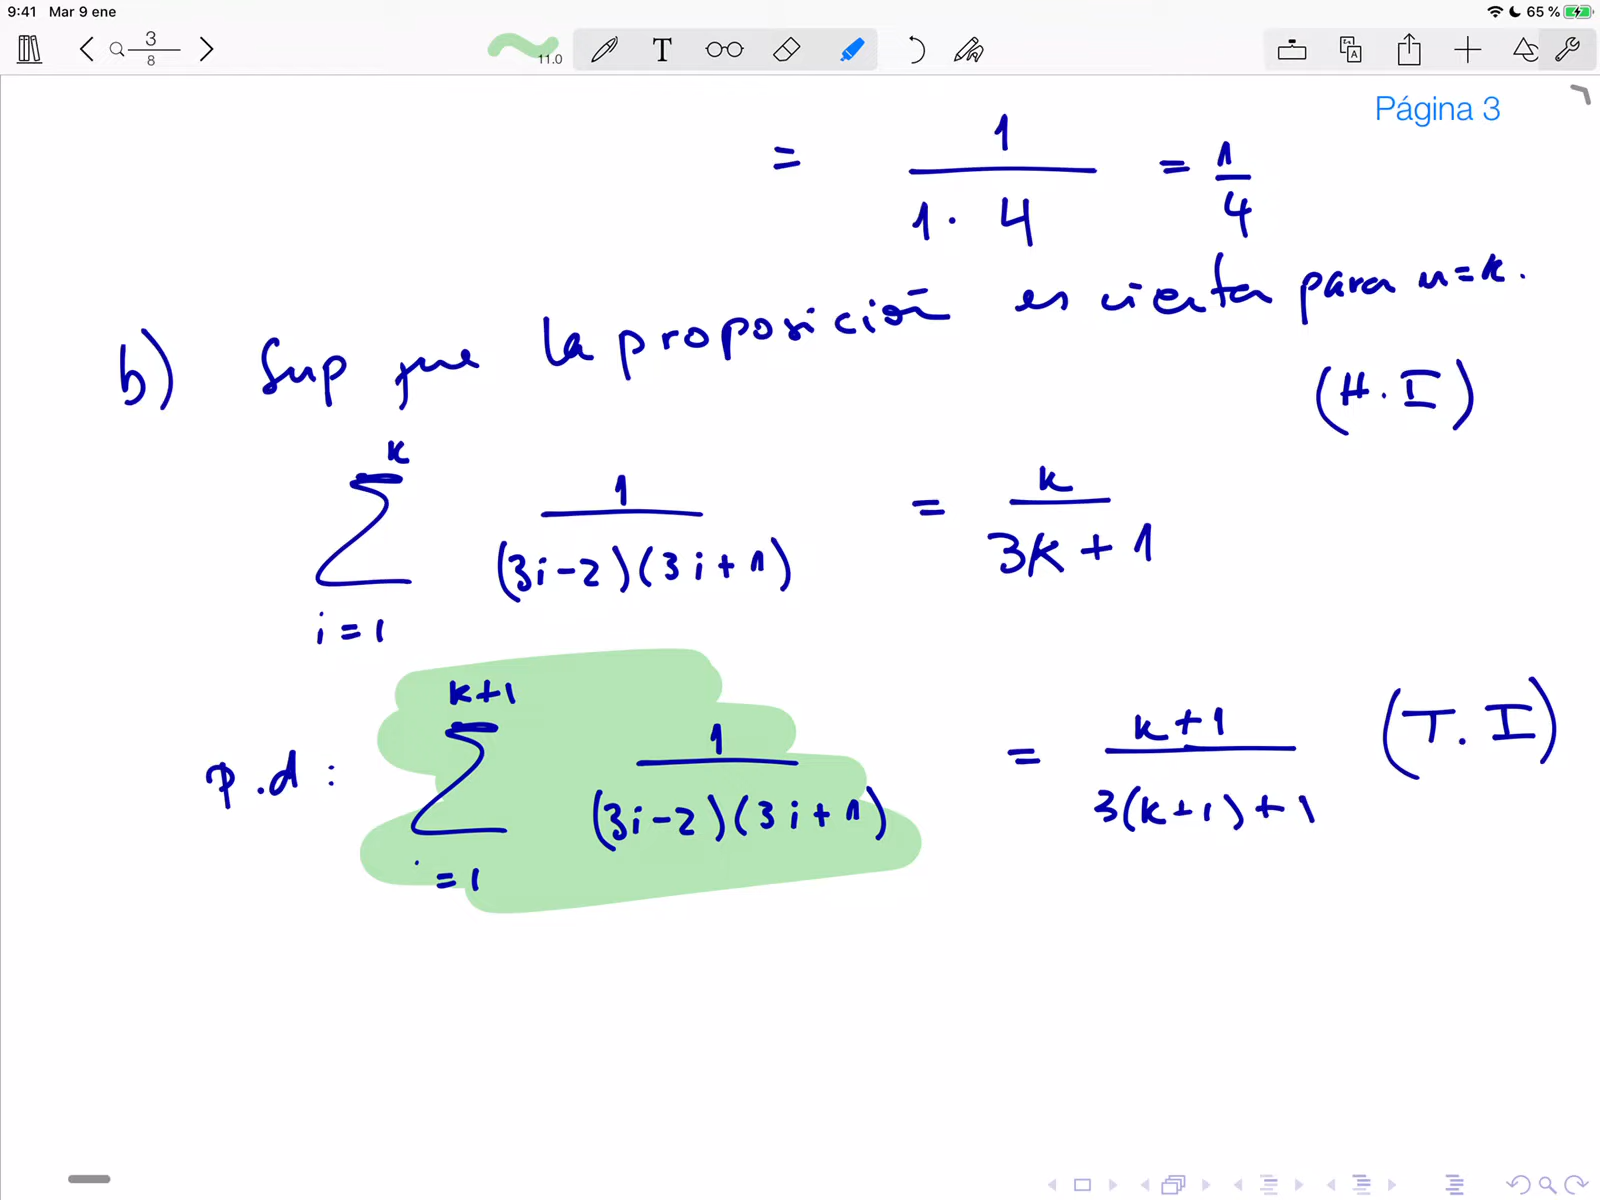 9:41 Mar 9 ene 65 %
3
8
11.0
T
A
Página 3
= 1 / (1 · 4) = 1/4
b) Sup que la proposición es cierta para n=k.
(H.I)
∑_{i=1}^{k} 1 / ((3i-2)(3i+1)) = k / (3k+1)
p.d: ∑_{i=1}^{k+1} 1 / ((3i-2)(3i+1)) = (k+1) / (3(k+1)+1) (T.I)